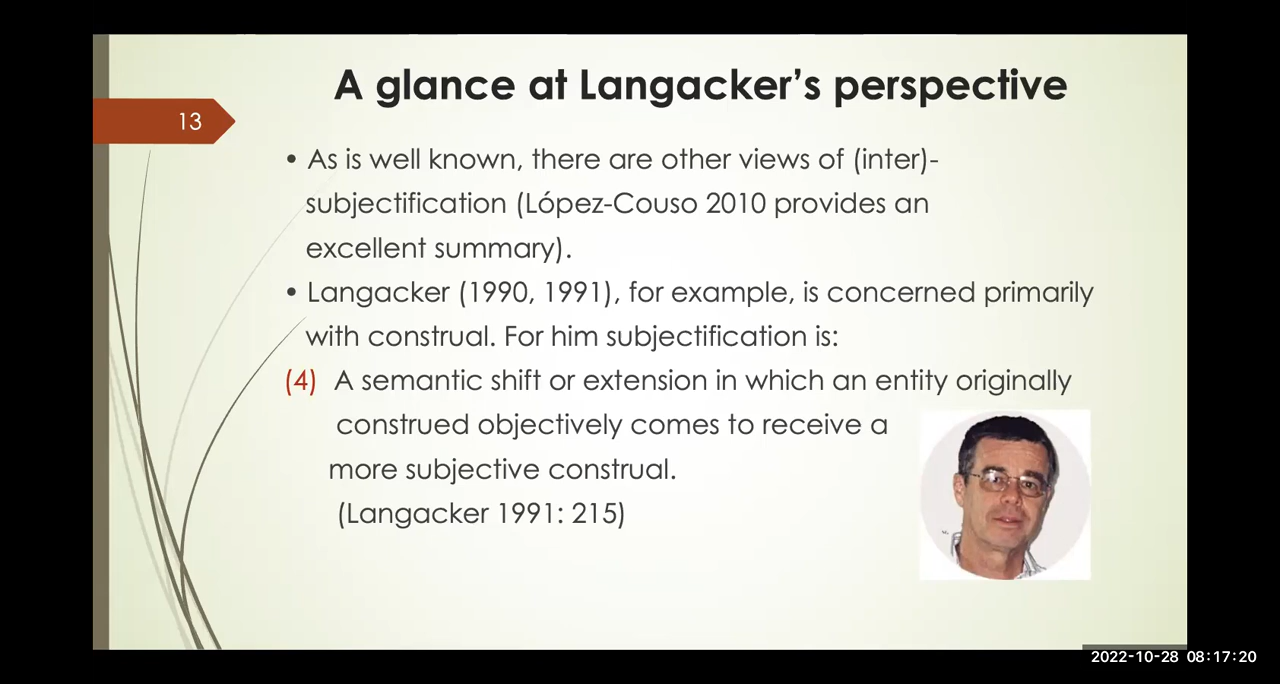 A glance at Langacker’s perspective
13
• As is well known, there are other views of (inter)-
subjectification (López-Couso 2010 provides an
excellent summary).
• Langacker (1990, 1991), for example, is concerned primarily
with construal. For him subjectification is:
(4) A semantic shift or extension in which an entity originally
construed objectively comes to receive a
more subjective construal.
(Langacker 1991: 215)
2022-10-28 08:17:20